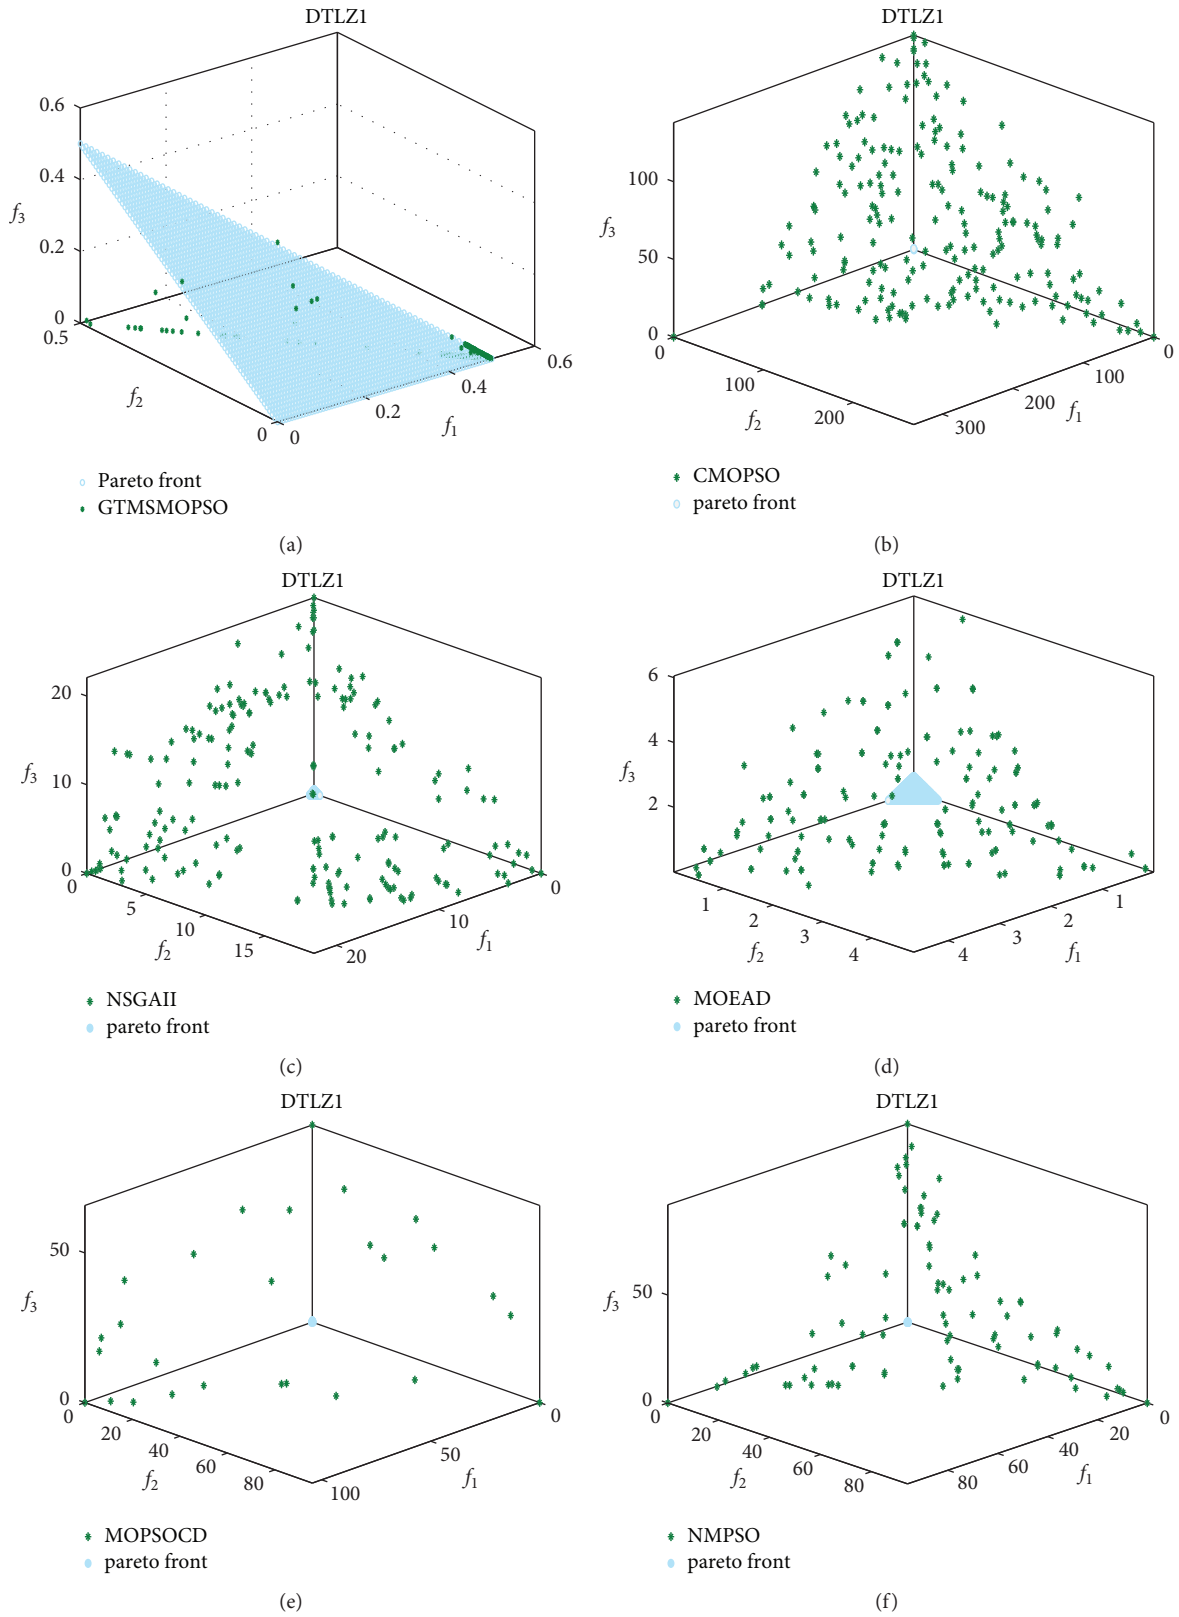 DTLZ1
0.6
0.4
f3
0.2
0
0.5
f2
0
0
0.2
f1
0.4
0.6
Pareto front
GTMSMOPSO
(a)
DTLZ1
100
f3
50
0
0
100
f2
200
300
200
f1
100
0
CMOPSO
pareto front
(b)
DTLZ1
20
f3
10
0
0
5
10
f2
15
20
f1
10
0
NSGAII
pareto front
(c)
DTLZ1
6
4
f3
2
1
2
f2
3
4
4
3
f1
2
1
MOEAD
pareto front
(d)
DTLZ1
50
f3
0
0
20
40
f2
60
80
100
f1
50
0
MOPSOCD
pareto front
(e)
DTLZ1
50
f3
0
0
20
40
f2
60
80
80
60
f1
40
20
0
NMPSO
pareto front
(f)